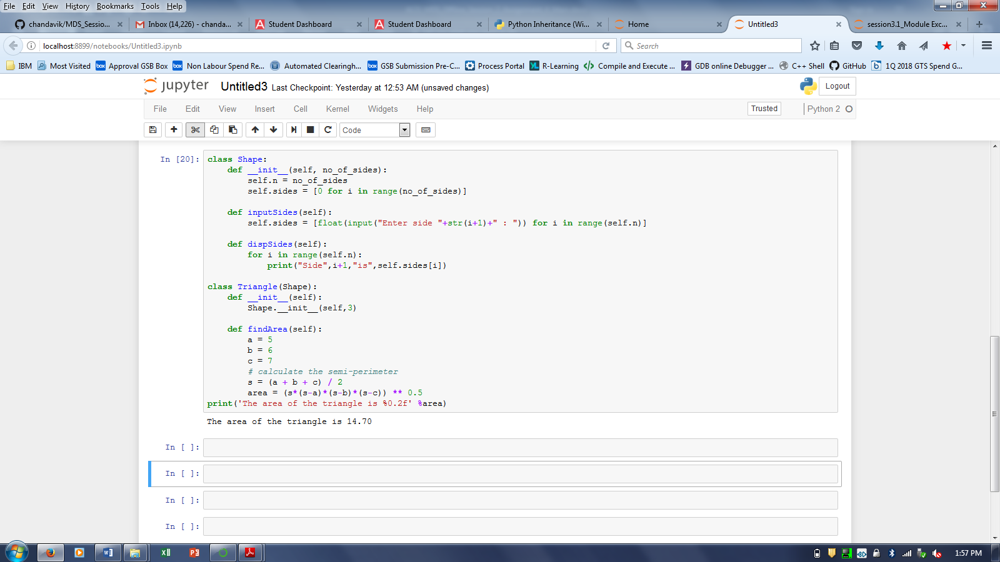 File Edit View History Bookmarks Tools Help
chandavik/MDS_Sessio... Inbox (14,226) - chanda... Student Dashboard Student Dashboard Python Inheritance (Wi... Home Untitled3 session3.1_Module Exc...
localhost:8899/notebooks/Untitled3.ipynb Search
IBM Most Visited Approval GSB Box Non Labour Spend Re... Automated Clearingh... GSB Submission Pre-C... Process Portal R-Learning Compile and Execute ... GDB online Debugger ... C++ Shell GitHub 1Q 2018 GTS Spend G...
jupyter Untitled3 Last Checkpoint: Yesterday at 12:53 AM (unsaved changes) Logout
File Edit View Insert Cell Kernel Widgets Help Trusted Python 2
Code
In [20]: class Shape:
    def __init__(self, no_of_sides):
        self.n = no_of_sides
        self.sides = [0 for i in range(no_of_sides)]
    def inputSides(self):
        self.sides = [float(input("Enter side "+str(i+1)+" : ")) for i in range(self.n)]
    def dispSides(self):
        for i in range(self.n):
            print("Side",i+1,"is",self.sides[i])
class Triangle(Shape):
    def __init__(self):
        Shape.__init__(self,3)
    def findArea(self):
        a = 5
        b = 6
        c = 7
        # calculate the semi-perimeter
        s = (a + b + c) / 2
        area = (s*(s-a)*(s-b)*(s-c)) ** 0.5
print('The area of the triangle is %0.2f' %area)
The area of the triangle is 14.70
In [ ]:
In [ ]:
In [ ]:
In [ ]:
1:57 PM